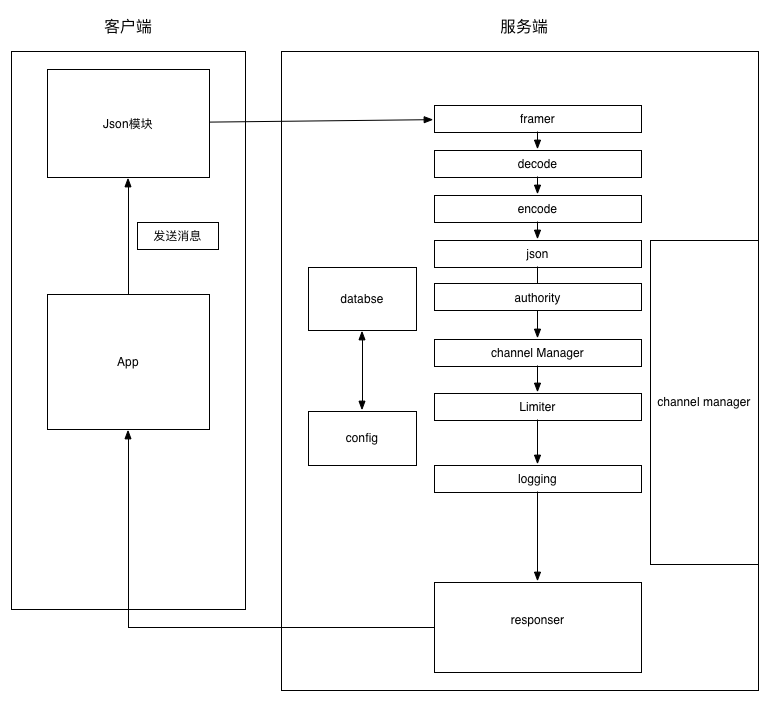 客户端
服务端
Json模块
发送消息
App
framer
decode
encode
json
authority
channel Manager
Limiter
logging
responser
databse
config
channel manager